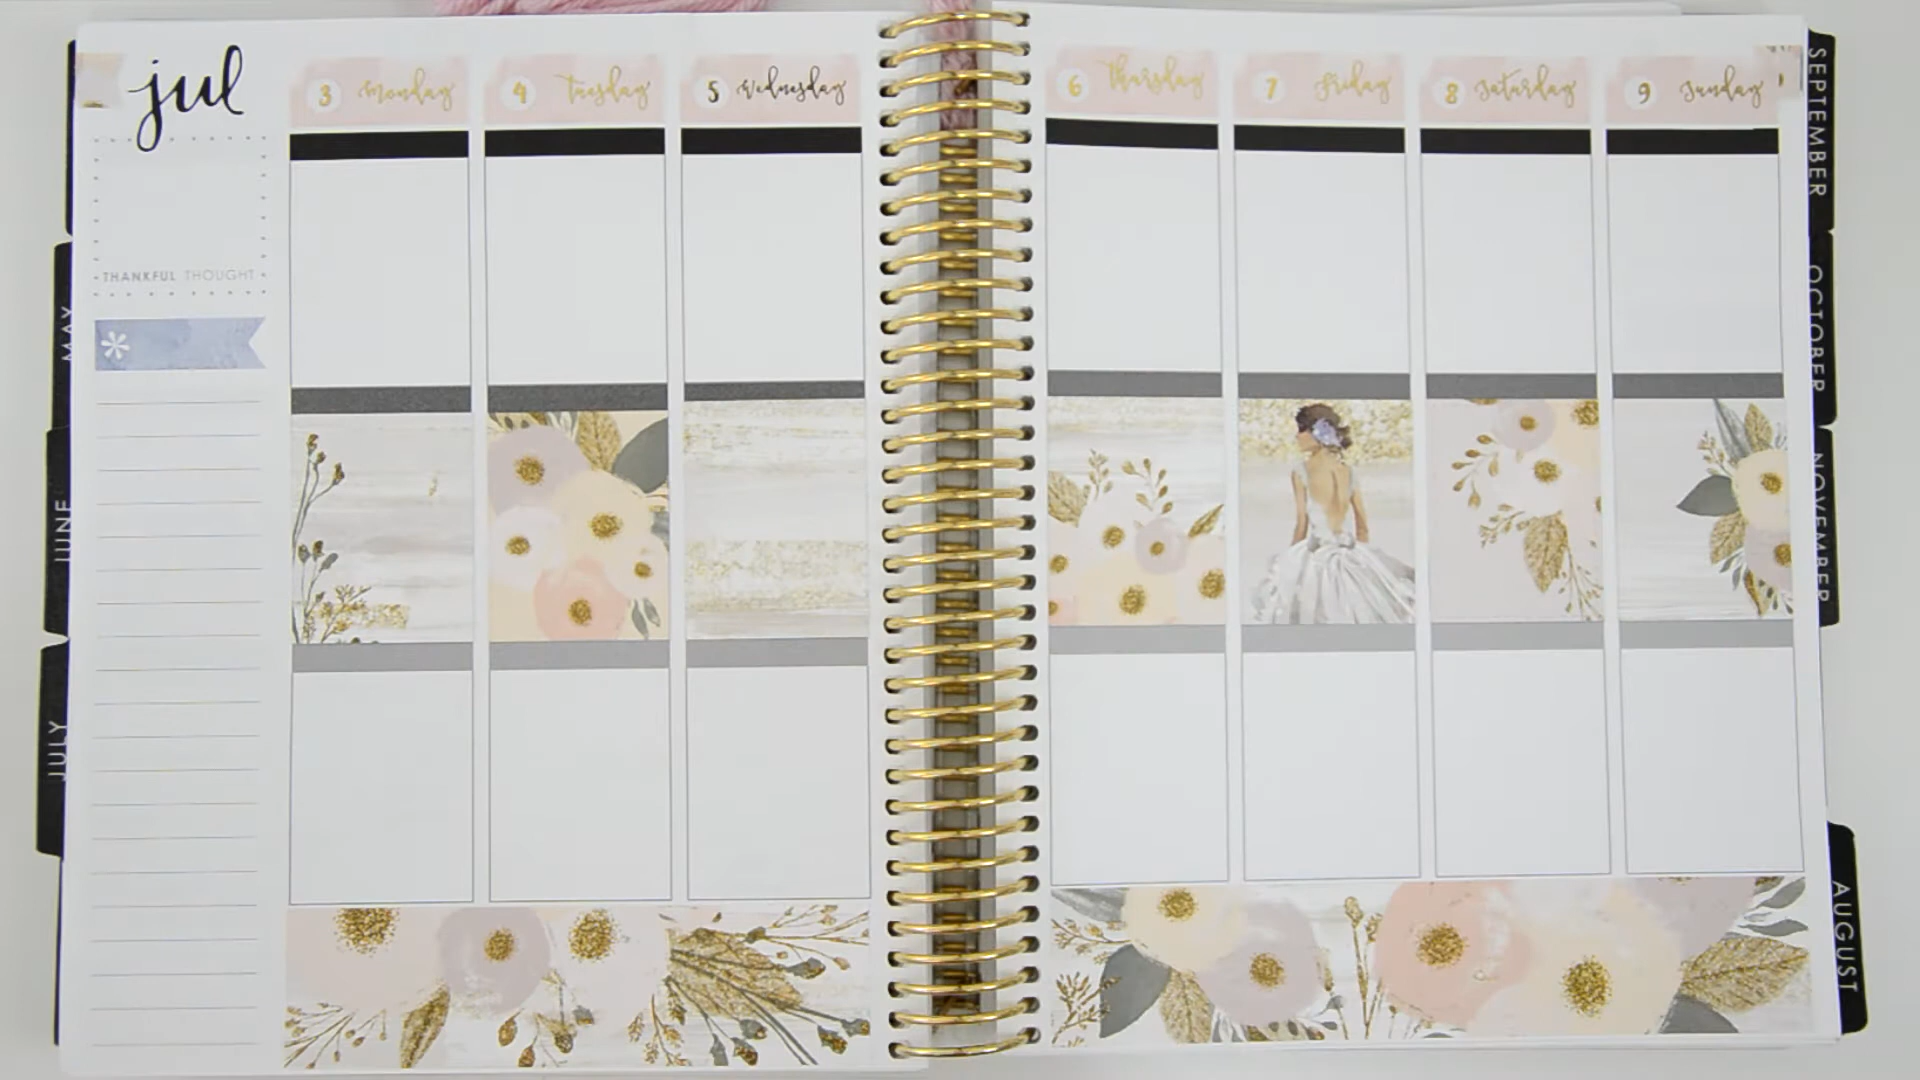 jul
3 Monday
4 Tuesday
5 Wednesday
6 Thursday
7 Friday
8 Saturday
9 Sunday
THANKFUL THOUGHT
MAY
JUNE
JULY
SEPTEMBER
OCTOBER
NOVEMBER
AUGUST